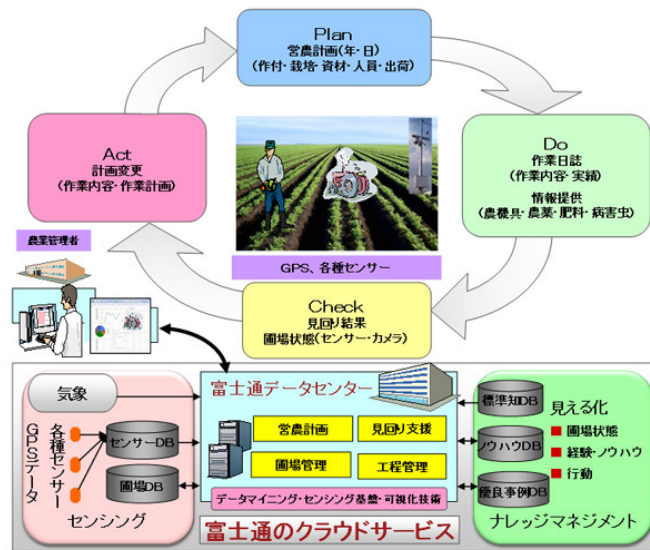 Plan
営農計画(年・日)
(作付・栽培・資材・人員・出荷)
Act
計画変更
(作業内容・作業計画)
Do
作業日誌
(作業内容・実績)
情報提供
(農機具・農薬・肥料・病害虫)
農業管理者
GPS、各種センサー
Check
見回り結果
圃場状態(センサー・カメラ)
気象
各種センサー
GPSデータ
センサーDB
圃場DB
センシング
富士通データセンター
営農計画
見回り支援
圃場管理
工程管理
データマイニング・センシング基盤・可視化技術
富士通のクラウドサービス
標準知DB
ノウハウDB
優良事例DB
見える化
圃場状態
経験・ノウハウ
行動
ナレッジマネジメント